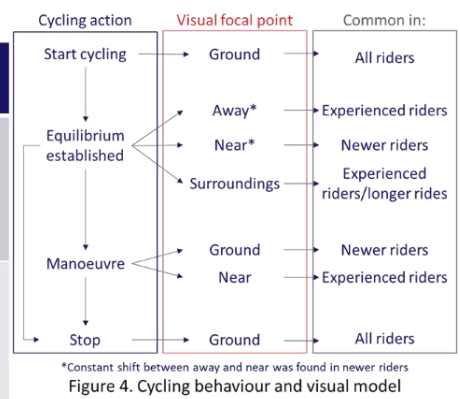 Cycling action
Visual focal point
Common in:
Start cycling
Ground
All riders
Equilibrium
established
Away*
Experienced riders
Near*
Newer riders
Surroundings
Experienced
riders/longer rides
Manoeuvre
Ground
Newer riders
Near
Experienced riders
Stop
Ground
All riders
*Constant shift between away and near was found in newer riders
Figure 4. Cycling behaviour and visual model